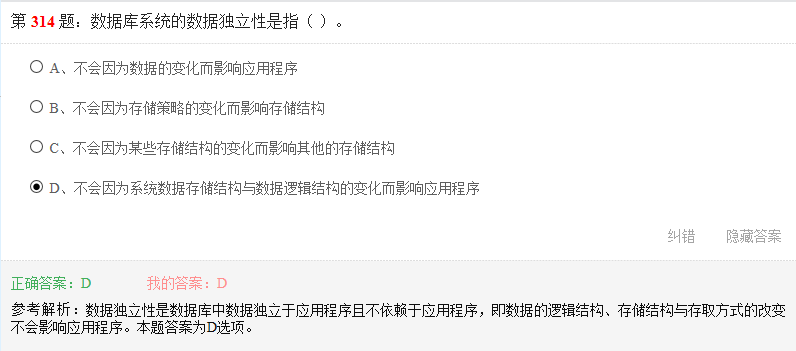 第 314 题：数据库系统的数据独立性是指（ ）。
A、不会因为数据的变化而影响应用程序
B、不会因为存储策略的变化而影响存储结构
C、不会因为某些存储结构的变化而影响其他的存储结构
D、不会因为系统数据存储结构与数据逻辑结构的变化而影响应用程序
纠错 隐藏答案
正确答案：D 我的答案：D
参考解析：数据独立性是数据库中数据独立于应用程序且不依赖于应用程序，即数据的逻辑结构、存储结构与存取方式的改变
不会影响应用程序。本题答案为D选项。